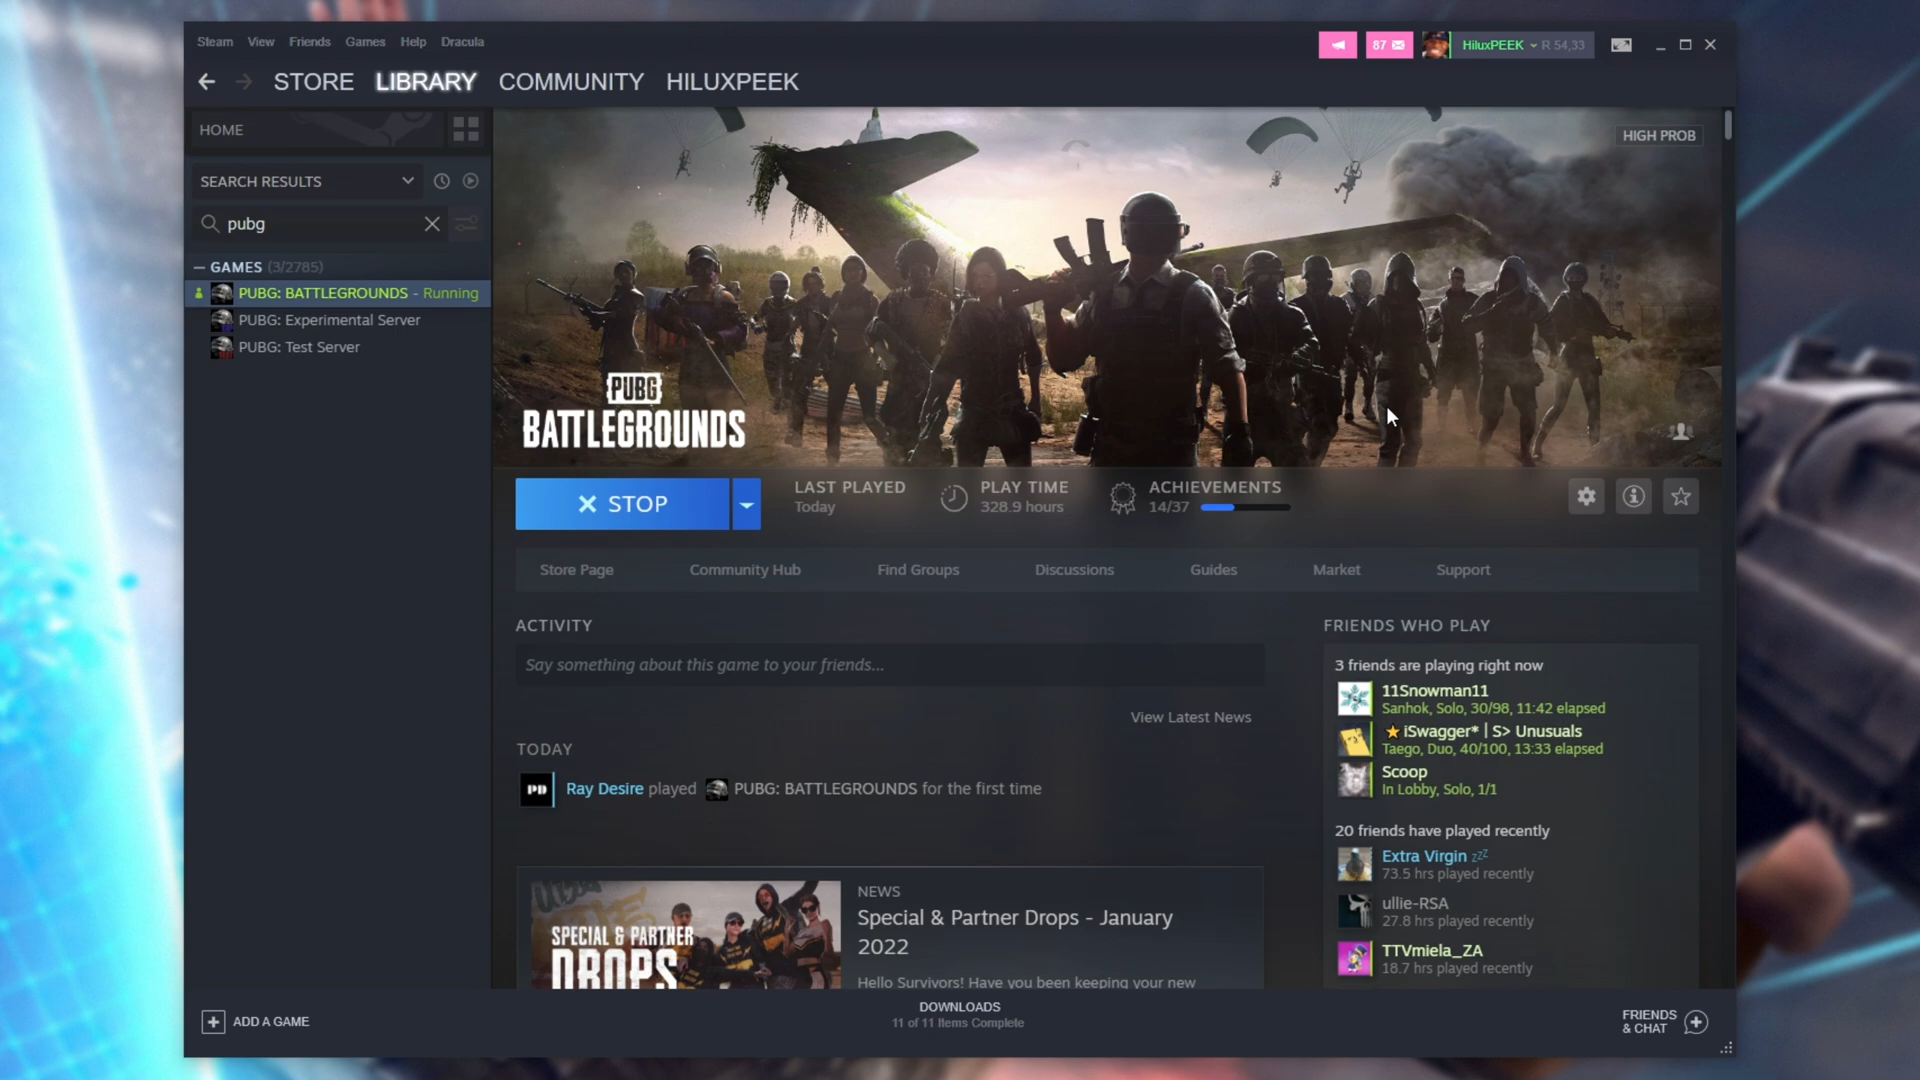 Steam View Friends Games Help Dracula
87 HiluxPEEK R 54,33
STORE LIBRARY COMMUNITY HILUXPEEK
HOME
SEARCH RESULTS
pubg
GAMES (3/2785)
PUBG: BATTLEGROUNDS - Running
PUBG: Experimental Server
PUBG: Test Server
HIGH PROB
PUBG
BATTLEGROUNDS
STOP
LAST PLAYED
Today
PLAY TIME
328.9 hours
ACHIEVEMENTS
14/37
Store Page Community Hub Find Groups Discussions Guides Market Support
ACTIVITY
Say something about this game to your friends...
View Latest News
TODAY
PD
Ray Desire played PUBG: BATTLEGROUNDS for the first time
SPECIAL & PARTNER
DROPS
NEWS
Special & Partner Drops - January
2022
Hello Survivors! Have you been keeping your new
FRIENDS WHO PLAY
3 friends are playing right now
11Snowman11
Sanhok, Solo, 30/98, 11:42 elapsed
⭐ iSwagger* | S> Unusuals
Taego, Duo, 40/100, 13:33 elapsed
Scoop
In Lobby, Solo, 1/1
20 friends have played recently
Extra Virgin zzZ
73.5 hrs played recently
ullie-RSA
27.8 hrs played recently
TTVmiela_ZA
18.7 hrs played recently
ADD A GAME
DOWNLOADS
11 of 11 Items Complete
FRIENDS
& CHAT